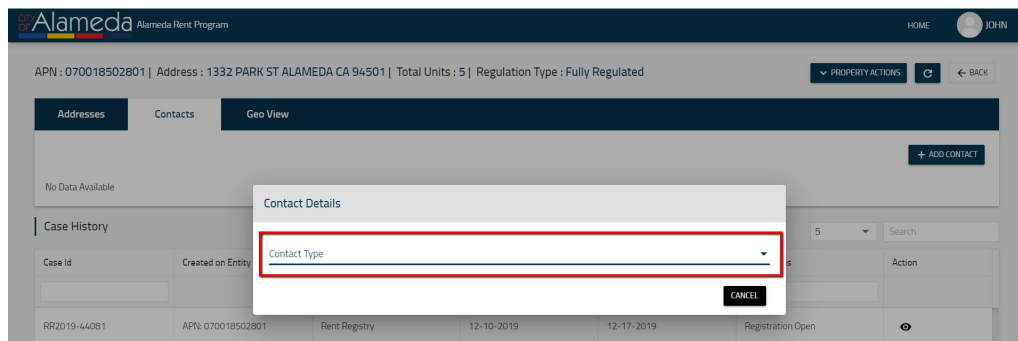 CITY OF Alameda Alameda Rent Program HOME JOHN
APN : 070018502801 | Address : 1332 PARK ST ALAMEDA CA 94501 | Total Units : 5 | Regulation Type : Fully Regulated PROPERTY ACTIONS BACK
Addresses Contacts Geo View
+ ADD CONTACT
No Data Available
Contact Details
Case History 5 Search
Contact Type
Case Id Created on Entity Action
CANCEL
RR2019-44081 APN: 070018502801 Rent Registry 12-10-2019 12-17-2019 Registration Open